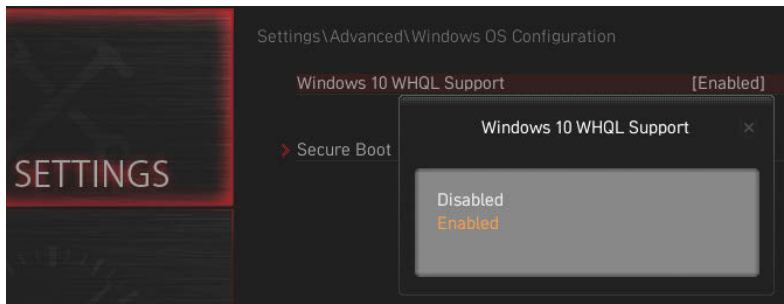 Settings\Advanced\Windows OS Configuration
Windows 10 WHQL Support [Enabled]
Windows 10 WHQL Support ×
Secure Boot
SETTINGS
Disabled
Enabled